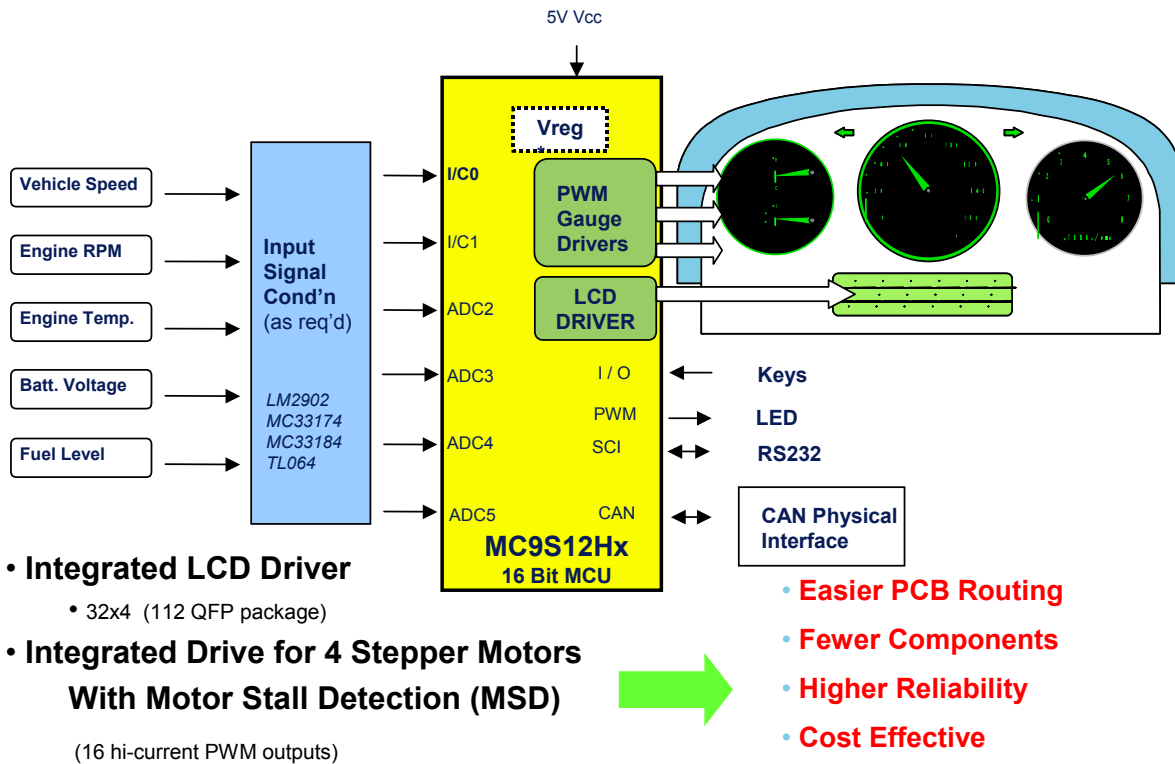 5V Vcc
Vreg
*
Vehicle Speed
Engine RPM
Engine Temp.
Batt. Voltage
Fuel Level
Input
Signal
Cond'n
(as req'd)
LM2902
MC33174
MC33184
TL064
I/C0
I/C1
ADC2
ADC3
ADC4
ADC5
PWM
Gauge
Drivers
LCD
DRIVER
I / O
PWM
SCI
CAN
MC9S12Hx
16 Bit MCU
Keys
LED
RS232
CAN Physical
Interface
• Integrated LCD Driver
• 32x4 (112 QFP package)
• Integrated Drive for 4 Stepper Motors
With Motor Stall Detection (MSD)
(16 hi-current PWM outputs)
• Easier PCB Routing
• Fewer Components
• Higher Reliability
• Cost Effective